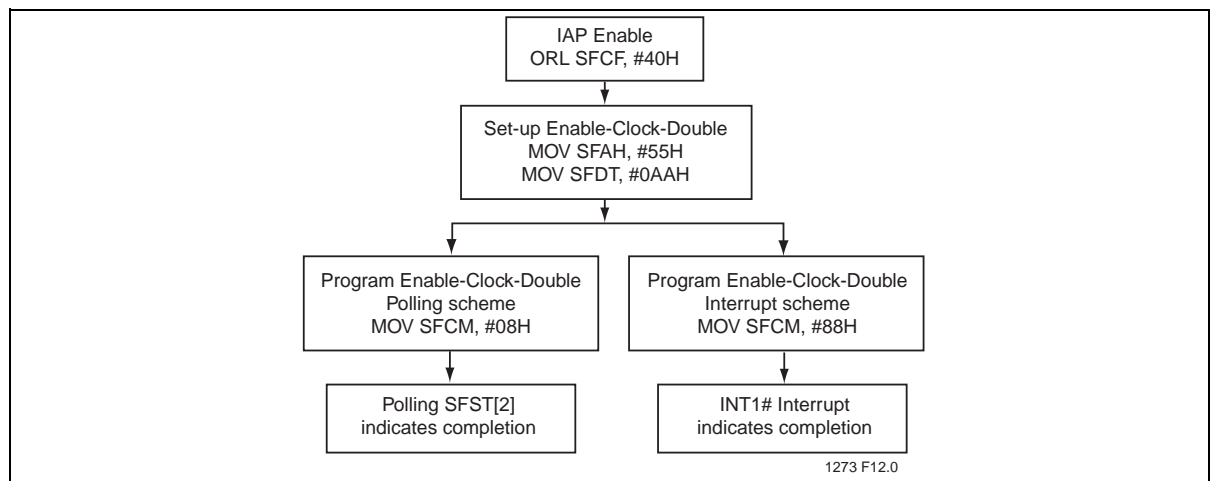 IAP Enable
ORL SFCF, #40H
Set-up Enable-Clock-Double
MOV SFAH, #55H
MOV SFDT, #0AAH
Program Enable-Clock-Double
Polling scheme
MOV SFCM, #08H
Program Enable-Clock-Double
Interrupt scheme
MOV SFCM, #88H
Polling SFST[2]
indicates completion
INT1# Interrupt
indicates completion
1273 F12.0